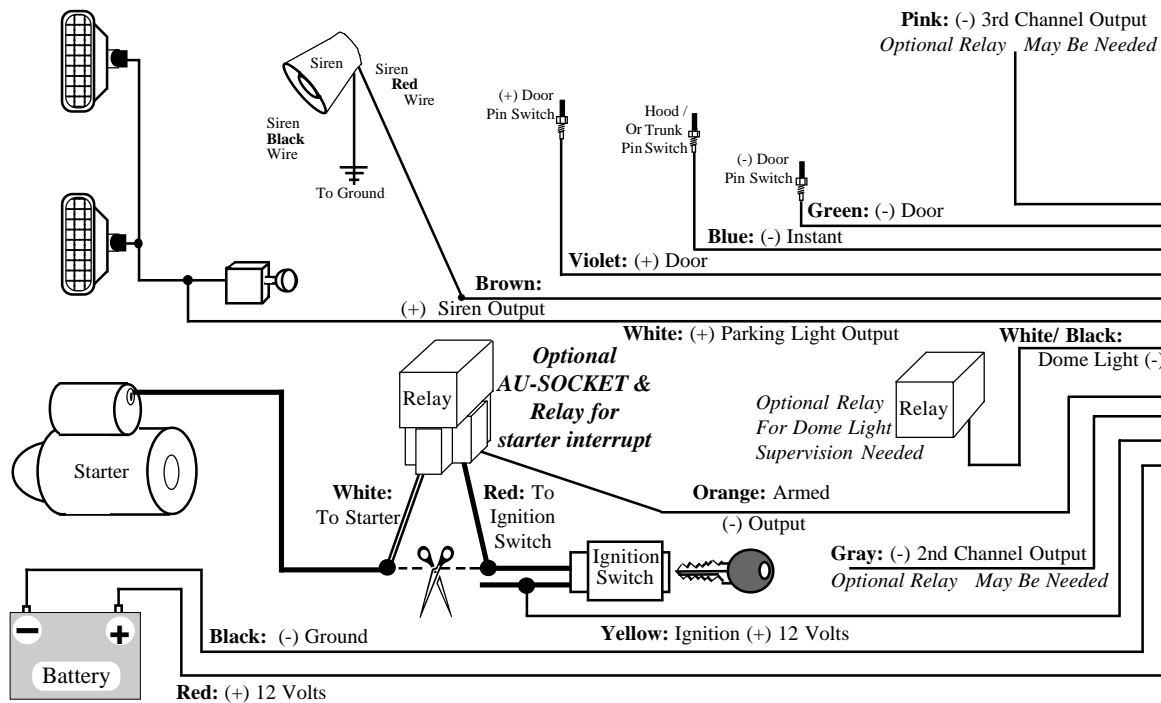 Pink: (-) 3rd Channel Output
Optional Relay May Be Needed
Siren
Siren
Red
Wire
Siren
Black
Wire
To Ground
(+) Door
Pin Switch
Hood /
Or Trunk
Pin Switch
(-) Door
Pin Switch
Green: (-) Door
Blue: (-) Instant
Violet: (+) Door
Brown:
(+) Siren Output
White: (+) Parking Light Output
White/ Black:
Dome Light (-)
Relay
Optional
AU-SOCKET &
Relay for
starter interrupt
Optional Relay
For Dome Light
Supervision Needed
Relay
Starter
White:
To Starter
Red: To
Ignition
Switch
Orange: Armed
(-) Output
Ignition
Switch
Gray: (-) 2nd Channel Output
Optional Relay May Be Needed
Black: (-) Ground
Yellow: Ignition (+) 12 Volts
− +
Battery
Red: (+) 12 Volts